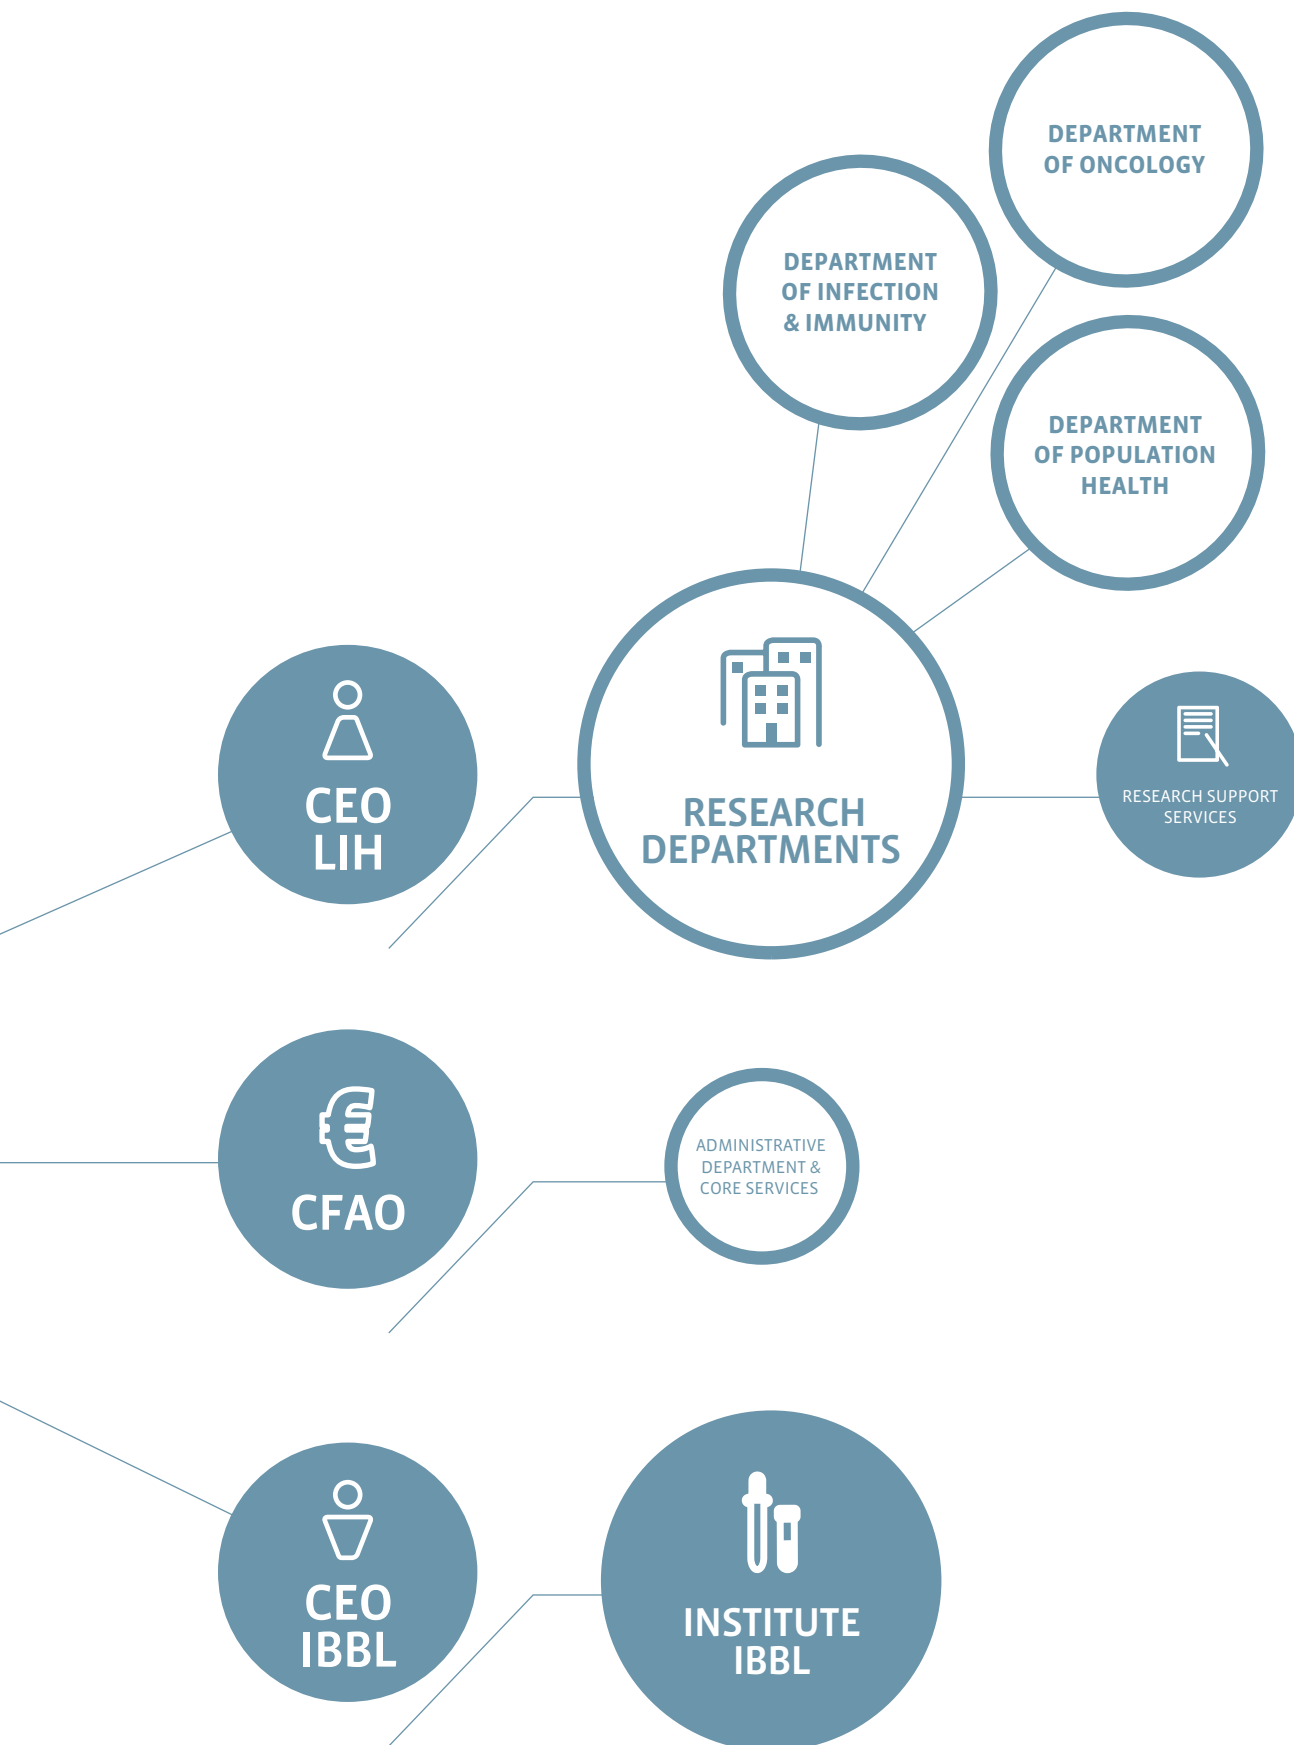 DEPARTMENT
OF ONCOLOGY
DEPARTMENT
OF INFECTION
& IMMUNITY
DEPARTMENT
OF POPULATION
HEALTH
CEO
LIH
RESEARCH
DEPARTMENTS
RESEARCH SUPPORT
SERVICES
€
CFAO
ADMINISTRATIVE
DEPARTMENT &
CORE SERVICES
CEO
IBBL
INSTITUTE
IBBL